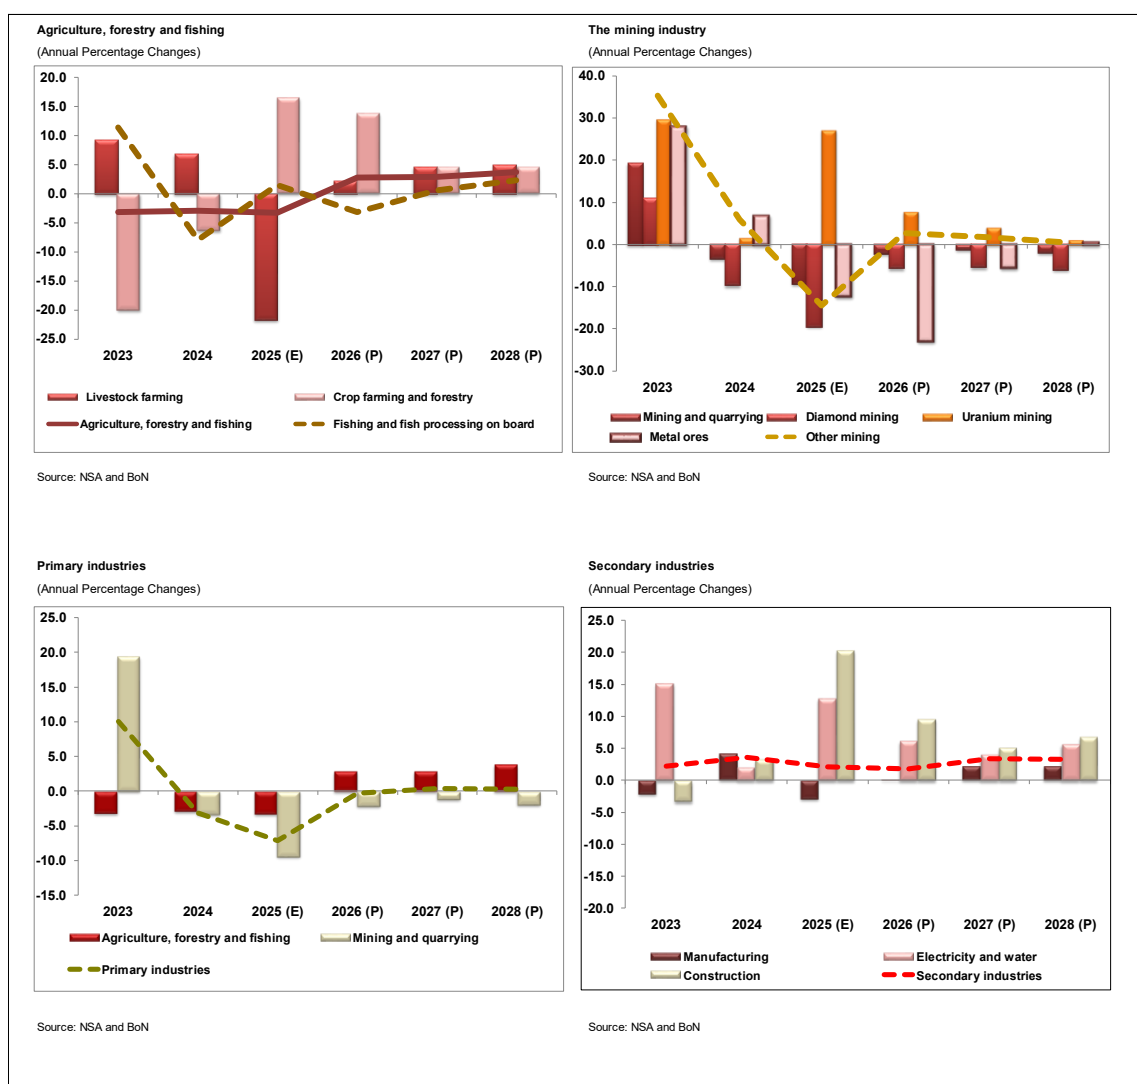 Agriculture, forestry and fishing
(Annual Percentage Changes)
20.0
15.0
10.0
5.0
0.0
-5.0
-10.0
-15.0
-20.0
-25.0
2023 2024 2025 (E) 2026 (P) 2027 (P) 2028 (P)
Livestock farming Crop farming and forestry
Agriculture, forestry and fishing Fishing and fish processing on board
Source: NSA and BoN
The mining industry
(Annual Percentage Changes)
40.0
30.0
20.0
10.0
0.0
-10.0
-20.0
-30.0
2023 2024 2025 (E) 2026 (P) 2027 (P) 2028 (P)
Mining and quarrying Diamond mining Uranium mining
Metal ores Other mining
Source: NSA and BoN
Primary industries
(Annual Percentage Changes)
25.0
20.0
15.0
10.0
5.0
0.0
-5.0
-10.0
-15.0
2023 2024 2025 (E) 2026 (P) 2027 (P) 2028 (P)
Agriculture, forestry and fishing Mining and quarrying
Primary industries
Source: NSA and BoN
Secondary industries
(Annual Percentage Changes)
25.0
20.0
15.0
10.0
5.0
0.0
-5.0
-10.0
-15.0
-20.0
2023 2024 2025 (E) 2026 (P) 2027 (P) 2028 (P)
Manufacturing Electricity and water
Construction Secondary industries
Source: NSA and BoN